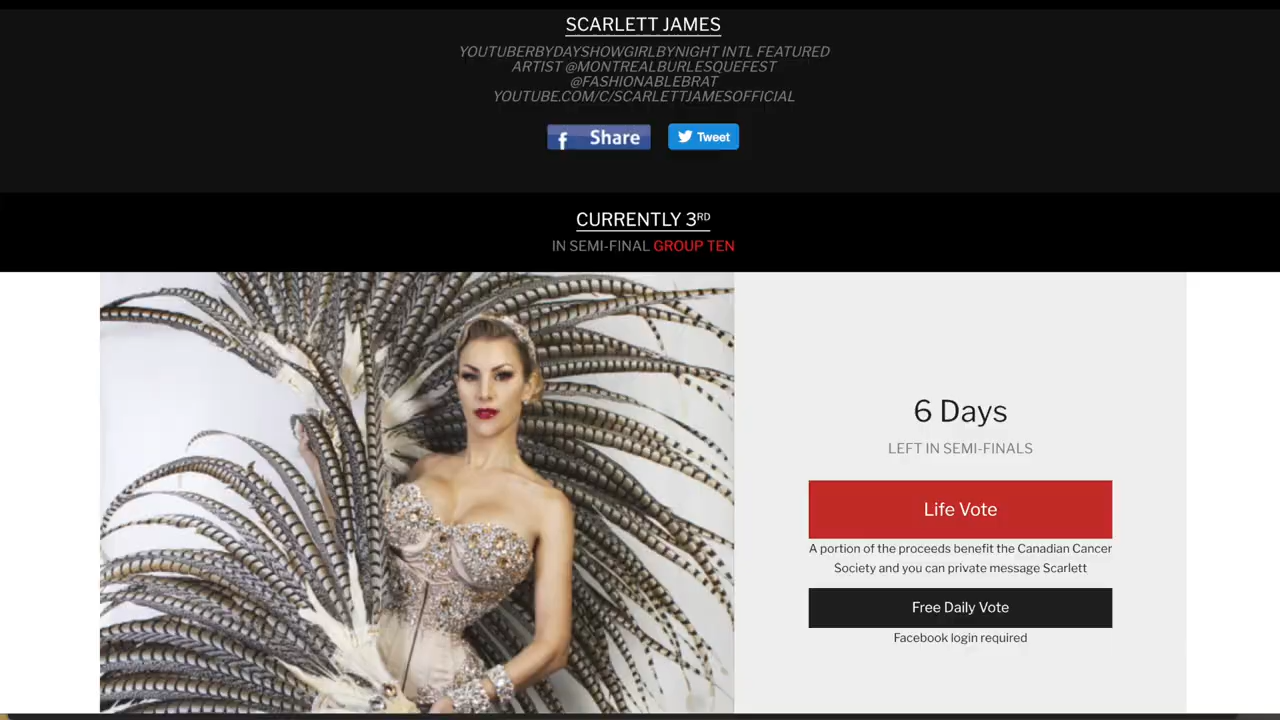 SCARLETT JAMES
YOUTUBERBYDAYSHOWGIRLBYNIGHT INTL FEATURED
ARTIST @MONTREALBURLESQUEFEST
@FASHIONABLEBRAT
YOUTUBE.COM/C/SCARLETTJAMESOFFICIAL
f Share
Tweet
CURRENTLY 3RD
IN SEMI-FINAL GROUP TEN
6 Days
LEFT IN SEMI-FINALS
Life Vote
A portion of the proceeds benefit the Canadian Cancer
Society and you can private message Scarlett
Free Daily Vote
Facebook login required